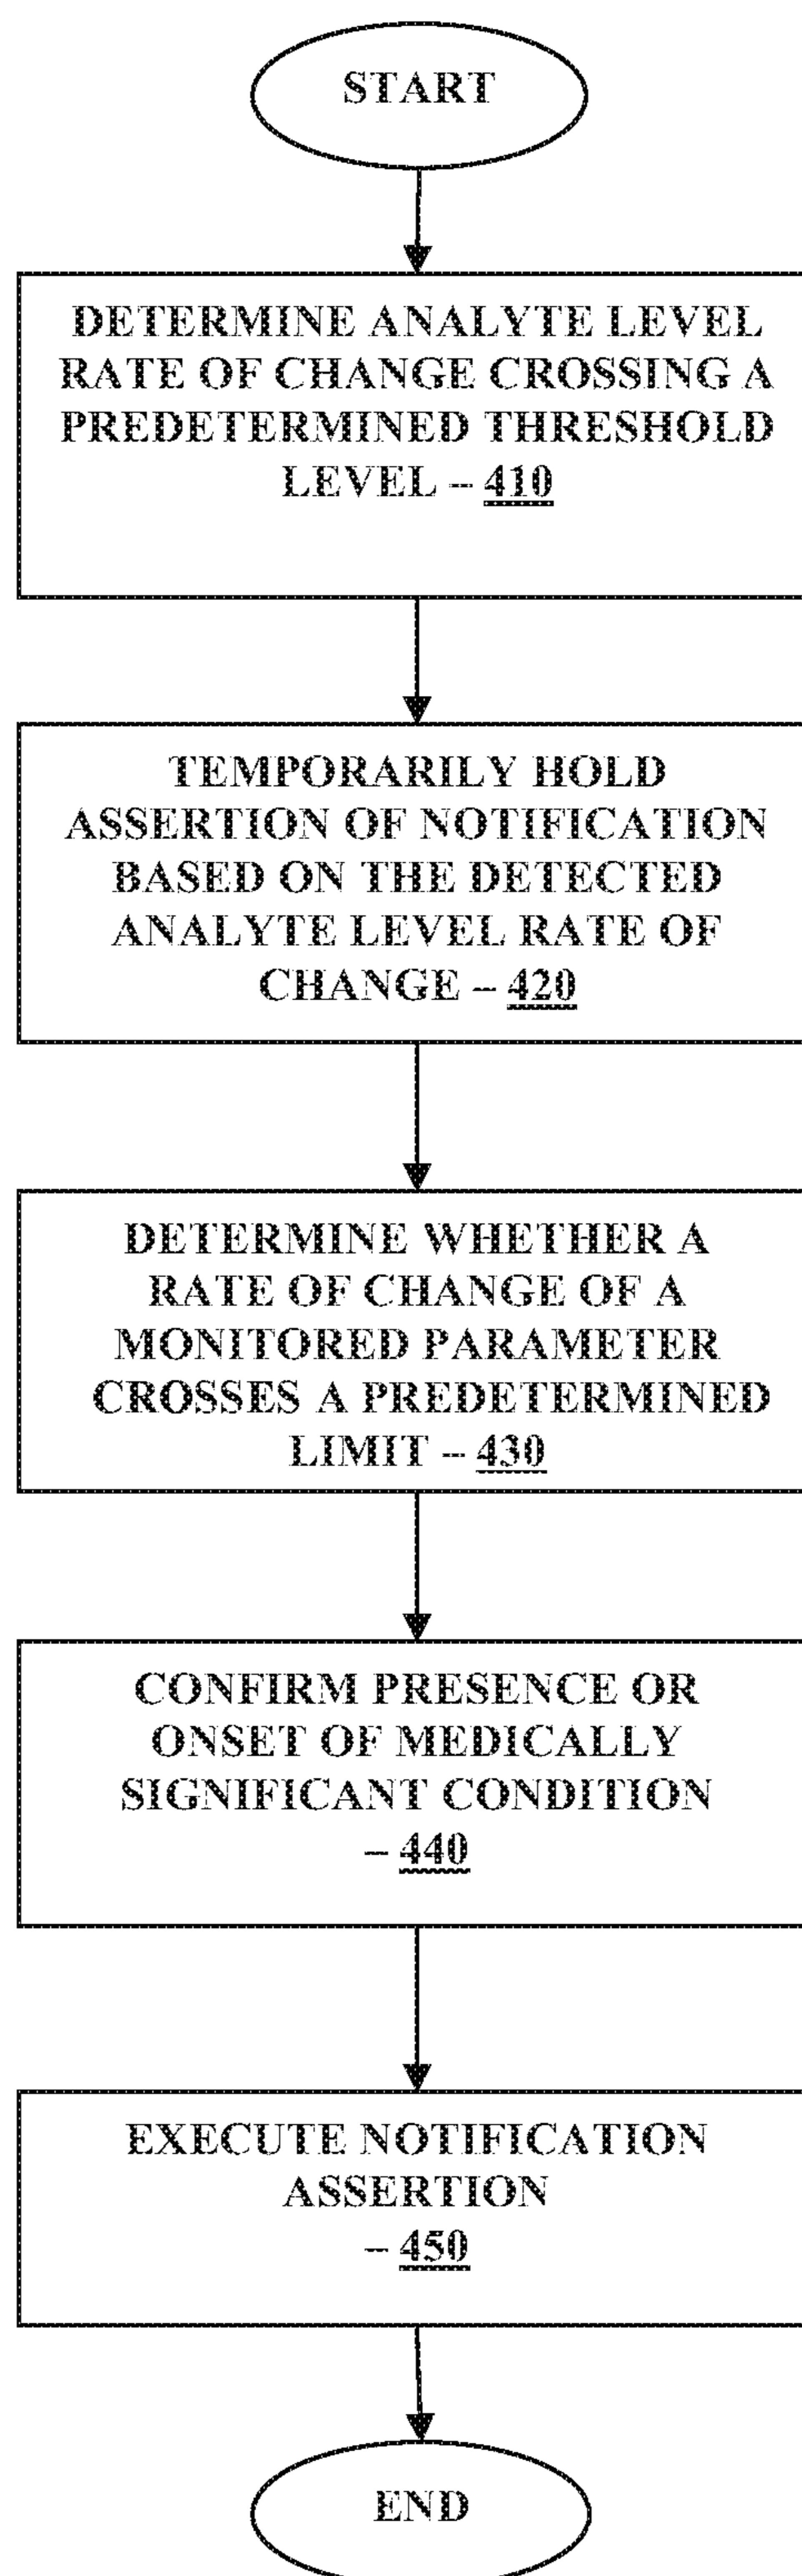 START
DETERMINE ANALYTE LEVEL
RATE OF CHANGE CROSSING A
PREDETERMINED THRESHOLD
LEVEL – 410
TEMPORARILY HOLD
ASSERTION OF NOTIFICATION
BASED ON THE DETECTED
ANALYTE LEVEL RATE OF
CHANGE – 420
DETERMINE WHETHER A
RATE OF CHANGE OF A
MONITORED PARAMETER
CROSSES A PREDETERMINED
LIMIT – 430
CONFIRM PRESENCE OR
ONSET OF MEDICALLY
SIGNIFICANT CONDITION
– 440
EXECUTE NOTIFICATION
ASSERTION
– 450
END